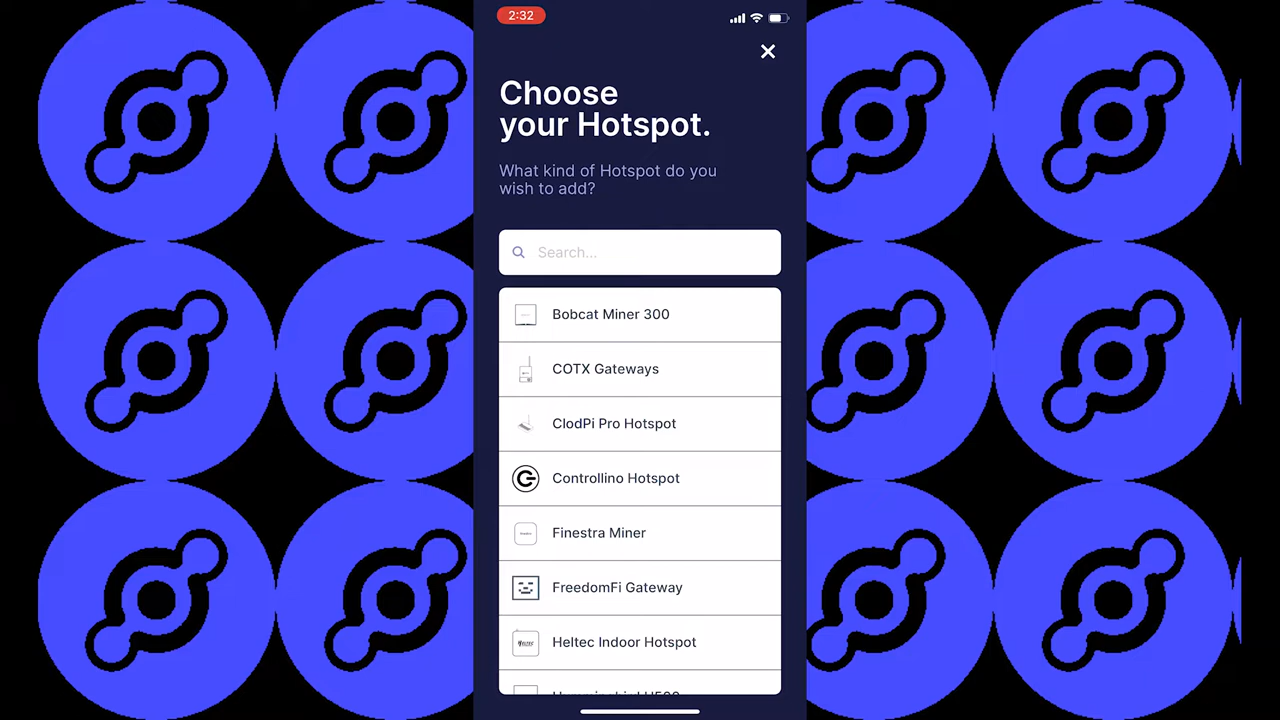 2:32
Choose
your Hotspot.
What kind of Hotspot do you
wish to add?
Search...
Bobcat Miner 300
COTX Gateways
ClodPi Pro Hotspot
Controllino Hotspot
Finestra Miner
FreedomFi Gateway
Heltec Indoor Hotspot